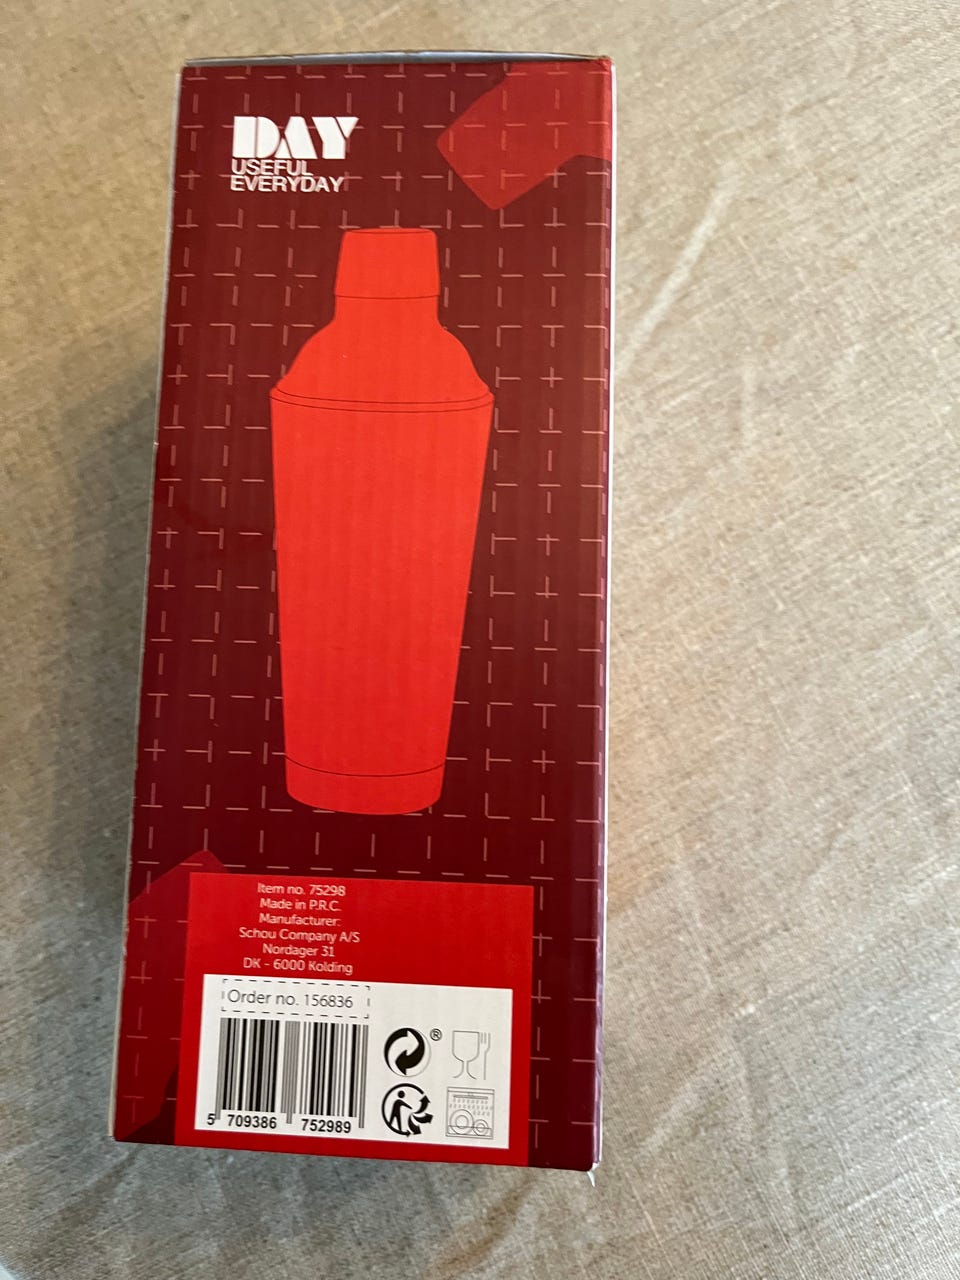 DAY
USEFUL
EVERYDAY
Item no. 75298
Made in P.R.C.
Manufacturer:
Schou Company A/S
Nordager 31
DK - 6000 Kolding
Order no. 156836
®
5 709386 752989